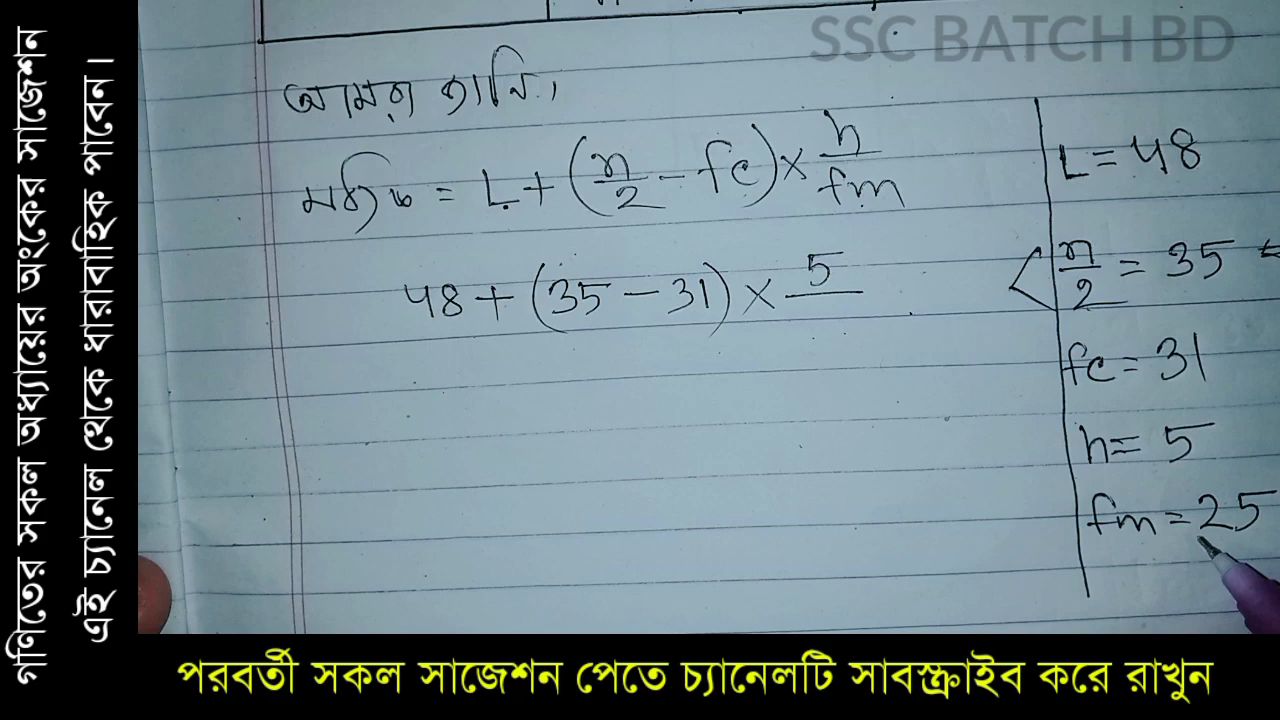 গণিতের সকল অধ্যায়ের অংকের সাজেশন
এই চ্যানেল থেকে ধারাবাহিক পাবেন।
SSC BATCH BD
আমরা জানি।
মধ্যক = L + (n/2 - fc) × h/fm
48 + (35 - 31) × 5/
L = 48
n/2 = 35
fc = 31
h = 5
fm = 25
পরবর্তী সকল সাজেশন পেতে চ্যানেলটি সাবস্ক্রাইব করে রাখুন